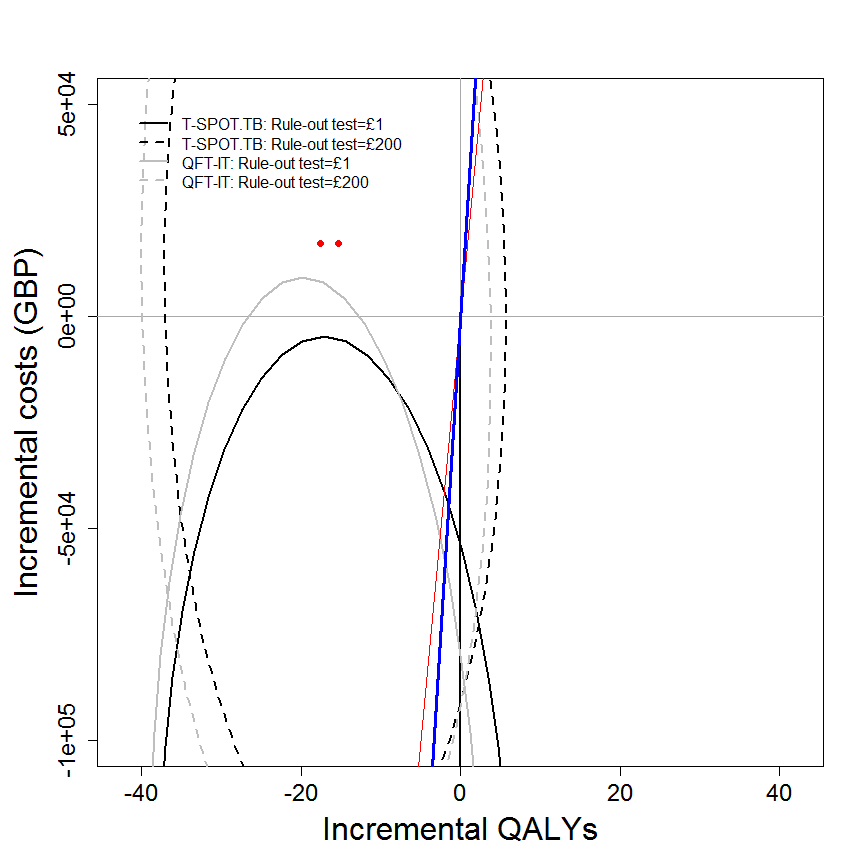 T-SPOT.TB: Rule-out test=£1
T-SPOT.TB: Rule-out test=£200
QFT-IT: Rule-out test=£1
QFT-IT: Rule-out test=£200
5e+04
0e+00
-5e+04
-1e+05
Incremental costs (GBP)
-40 -20 0 20 40
Incremental QALYs